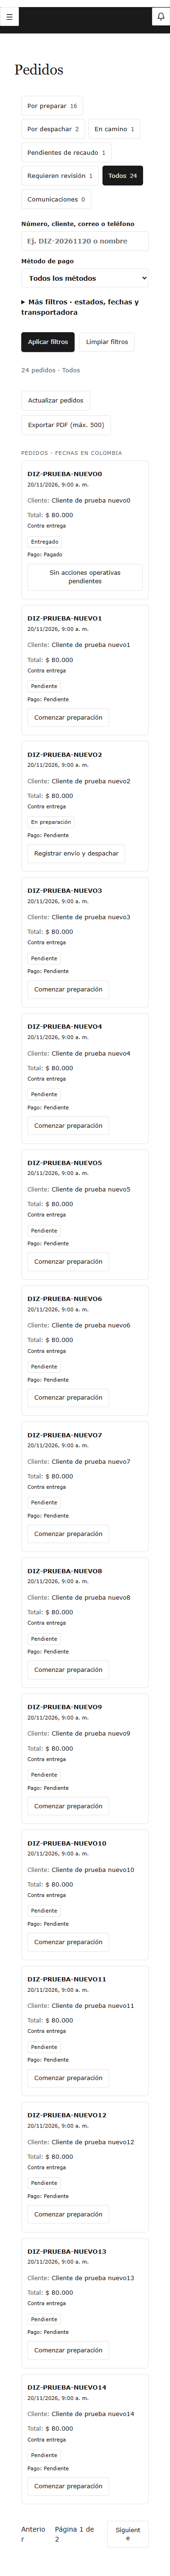 Pedidos
Por preparar 16
Por despachar 2
En camino 1
Pendientes de recaudo 1
Requieren revisión 1
Todos 24
Comunicaciones 0
Número, cliente, correo o teléfono
Ej. DIZ-20261120 o nombre
Método de pago
Todos los métodos
Más filtros · estados, fechas y
transportadora
Aplicar filtros
Limpiar filtros
24 pedidos · Todos
Actualizar pedidos
Exportar PDF (máx. 500)
PEDIDOS · FECHAS EN COLOMBIA
DIZ-PRUEBA-NUEVO0
20/11/2026, 9:00 a. m.
Cliente: Cliente de prueba nuevo0
Total: $ 80.000
Contra entrega
Entregado
Pago: Pagado
Sin acciones operativas
pendientes
DIZ-PRUEBA-NUEVO1
20/11/2026, 9:00 a. m.
Cliente: Cliente de prueba nuevo1
Total: $ 80.000
Contra entrega
Pendiente
Pago: Pendiente
Comenzar preparación
DIZ-PRUEBA-NUEVO2
20/11/2026, 9:00 a. m.
Cliente: Cliente de prueba nuevo2
Total: $ 80.000
Contra entrega
En preparación
Pago: Pendiente
Registrar envío y despachar
DIZ-PRUEBA-NUEVO3
20/11/2026, 9:00 a. m.
Cliente: Cliente de prueba nuevo3
Total: $ 80.000
Contra entrega
Pendiente
Pago: Pendiente
Comenzar preparación
DIZ-PRUEBA-NUEVO4
20/11/2026, 9:00 a. m.
Cliente: Cliente de prueba nuevo4
Total: $ 80.000
Contra entrega
Pendiente
Pago: Pendiente
Comenzar preparación
DIZ-PRUEBA-NUEVO5
20/11/2026, 9:00 a. m.
Cliente: Cliente de prueba nuevo5
Total: $ 80.000
Contra entrega
Pendiente
Pago: Pendiente
Comenzar preparación
DIZ-PRUEBA-NUEVO6
20/11/2026, 9:00 a. m.
Cliente: Cliente de prueba nuevo6
Total: $ 80.000
Contra entrega
Pendiente
Pago: Pendiente
Comenzar preparación
DIZ-PRUEBA-NUEVO7
20/11/2026, 9:00 a. m.
Cliente: Cliente de prueba nuevo7
Total: $ 80.000
Contra entrega
Pendiente
Pago: Pendiente
Comenzar preparación
DIZ-PRUEBA-NUEVO8
20/11/2026, 9:00 a. m.
Cliente: Cliente de prueba nuevo8
Total: $ 80.000
Contra entrega
Pendiente
Pago: Pendiente
Comenzar preparación
DIZ-PRUEBA-NUEVO9
20/11/2026, 9:00 a. m.
Cliente: Cliente de prueba nuevo9
Total: $ 80.000
Contra entrega
Pendiente
Pago: Pendiente
Comenzar preparación
DIZ-PRUEBA-NUEVO10
20/11/2026, 9:00 a. m.
Cliente: Cliente de prueba nuevo10
Total: $ 80.000
Contra entrega
Pendiente
Pago: Pendiente
Comenzar preparación
DIZ-PRUEBA-NUEVO11
20/11/2026, 9:00 a. m.
Cliente: Cliente de prueba nuevo11
Total: $ 80.000
Contra entrega
Pendiente
Pago: Pendiente
Comenzar preparación
DIZ-PRUEBA-NUEVO12
20/11/2026, 9:00 a. m.
Cliente: Cliente de prueba nuevo12
Total: $ 80.000
Contra entrega
Pendiente
Pago: Pendiente
Comenzar preparación
DIZ-PRUEBA-NUEVO13
20/11/2026, 9:00 a. m.
Cliente: Cliente de prueba nuevo13
Total: $ 80.000
Contra entrega
Pendiente
Pago: Pendiente
Comenzar preparación
DIZ-PRUEBA-NUEVO14
20/11/2026, 9:00 a. m.
Cliente: Cliente de prueba nuevo14
Total: $ 80.000
Contra entrega
Pendiente
Pago: Pendiente
Comenzar preparación
Anterio
r
Página 1 de
2
Siguient
e